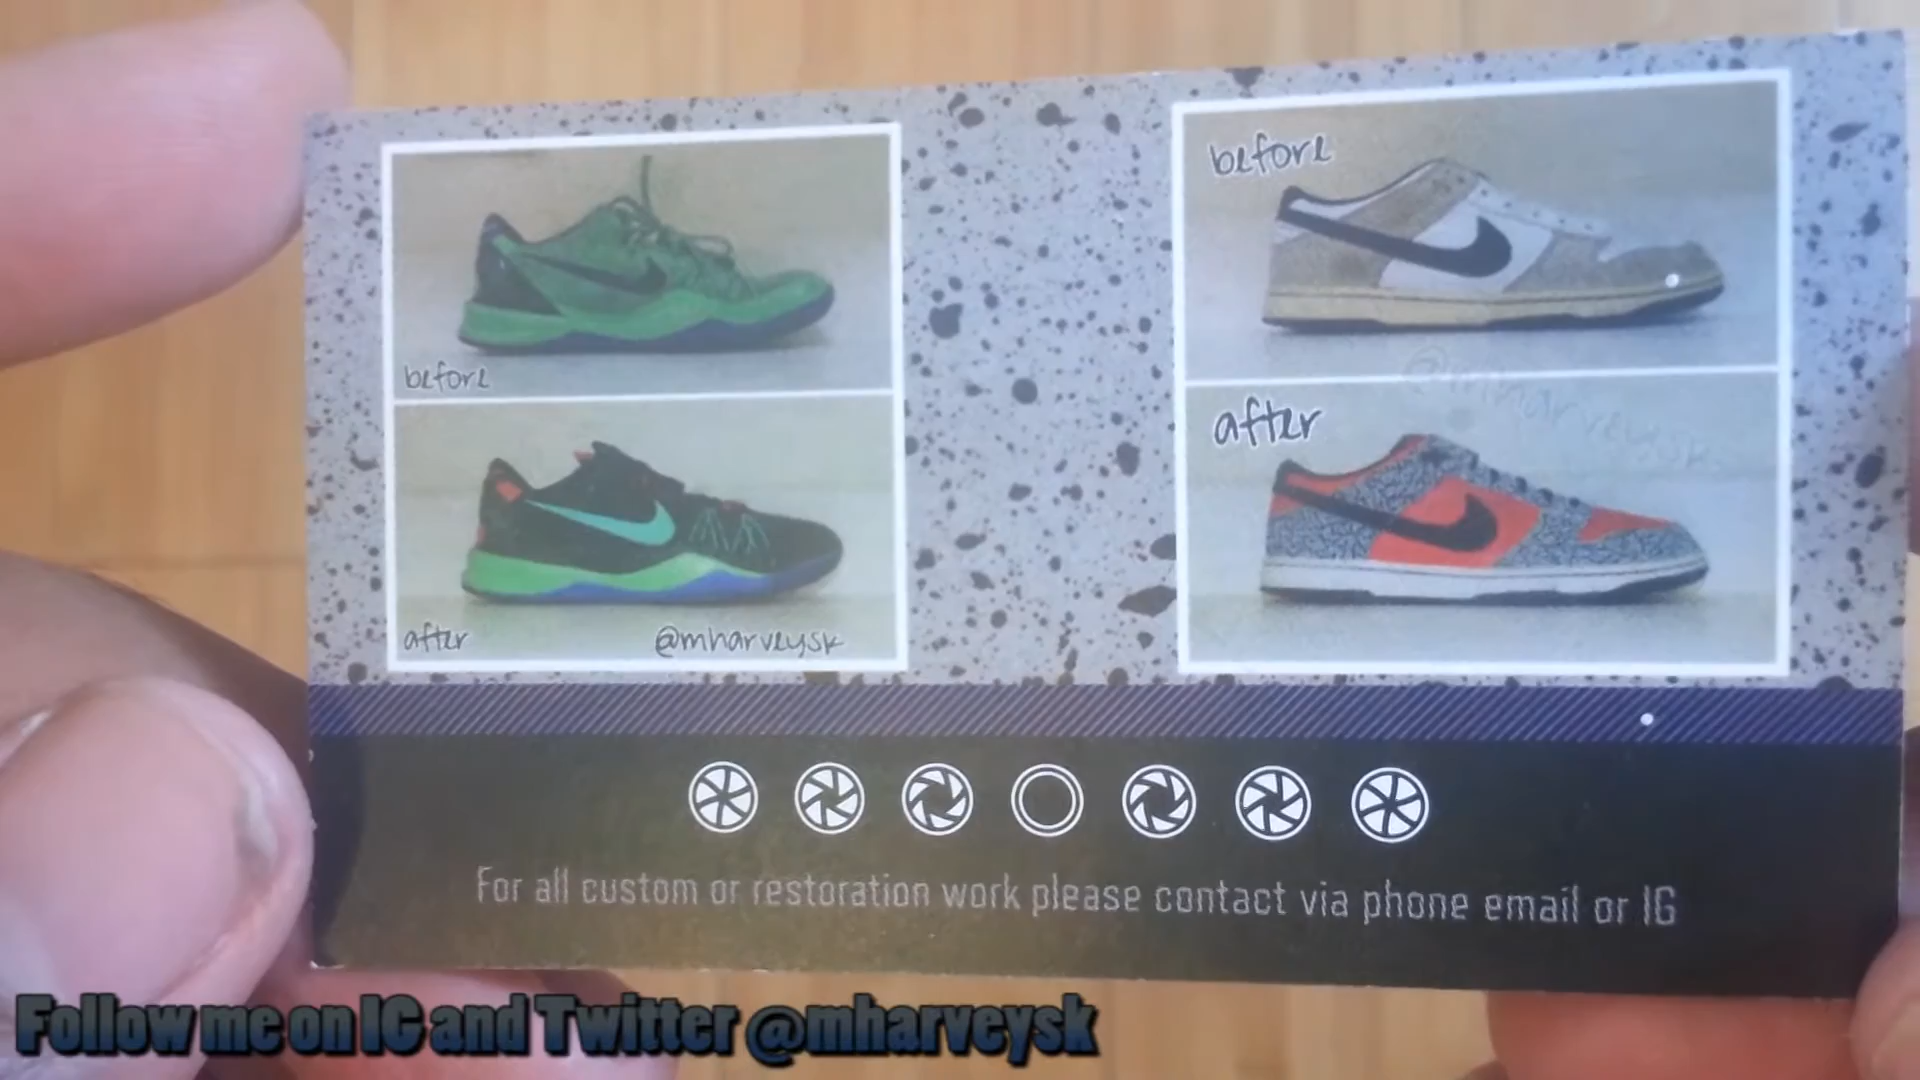 before
after
@mharveysk
before
@mharveysk
after
For all custom or restoration work please contact via phone email or IG
Follow me on IG and Twitter @mharveysk